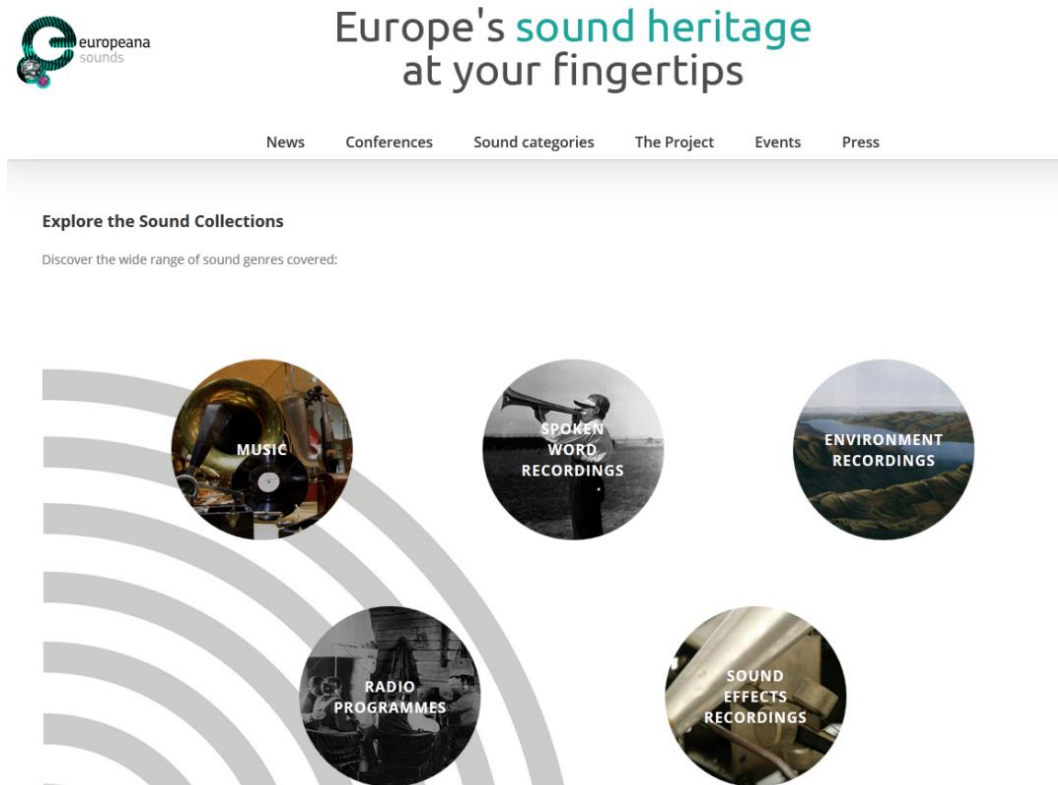 europeana
sounds
Europe's sound heritage
at your fingertips
News Conferences Sound categories The Project Events Press
Explore the Sound Collections
Discover the wide range of sound genres covered:
MUSIC
SPOKEN
WORD
RECORDINGS
ENVIRONMENT
RECORDINGS
RADIO
PROGRAMMES
SOUND
EFFECTS
RECORDINGS